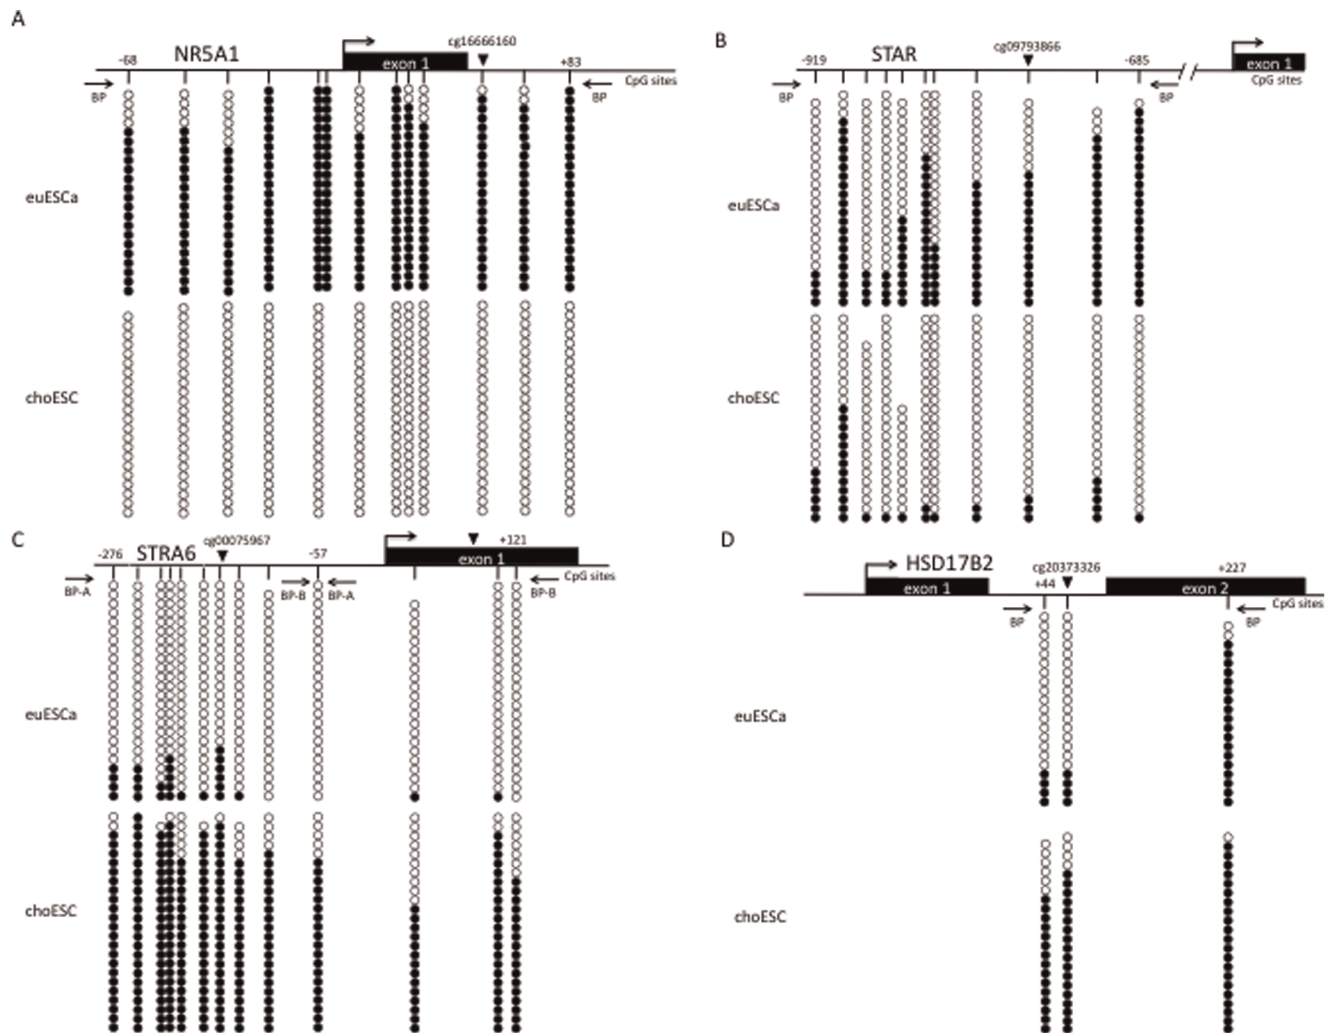 A
NR5A1
-68
cg16666160
+83
exon 1
CpG sites
BP
BP
euESCa
choESC
B
STAR
-919
cg09793866
-685
exon 1
CpG sites
BP
BP
euESCa
choESC
C
STRA6
-276
cg00075967
-57
+121
exon 1
CpG sites
BP-A
BP-B
BP-A
BP-B
euESCa
choESC
D
HSD17B2
cg20373326
+44
+227
exon 1
exon 2
CpG sites
BP
BP
euESCa
choESC